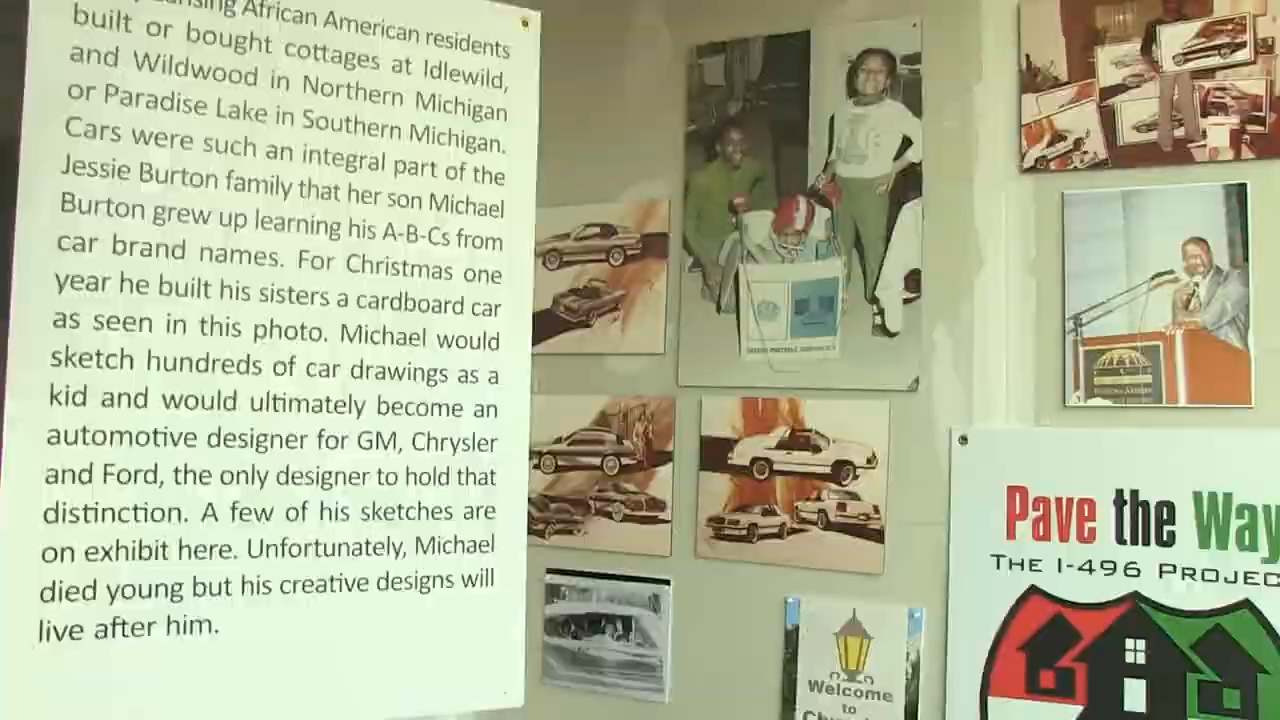 African American residents
built or bought cottages at Idlewild,
and Wildwood in Northern Michigan
or Paradise Lake in Southern Michigan.
Cars were such an integral part of the
Jessie Burton family that her son Michael
Burton grew up learning his A-B-Cs from
car brand names. For Christmas one
year he built his sisters a cardboard car
as seen in this photo. Michael would
sketch hundreds of car drawings as a
kid and would ultimately become an
automotive designer for GM, Chrysler
and Ford, the only designer to hold that
distinction. A few of his sketches are
on exhibit here. Unfortunately, Michael
died young but his creative designs will
live after him.
Welcome
to
Pave the Way
The I-496 Projec